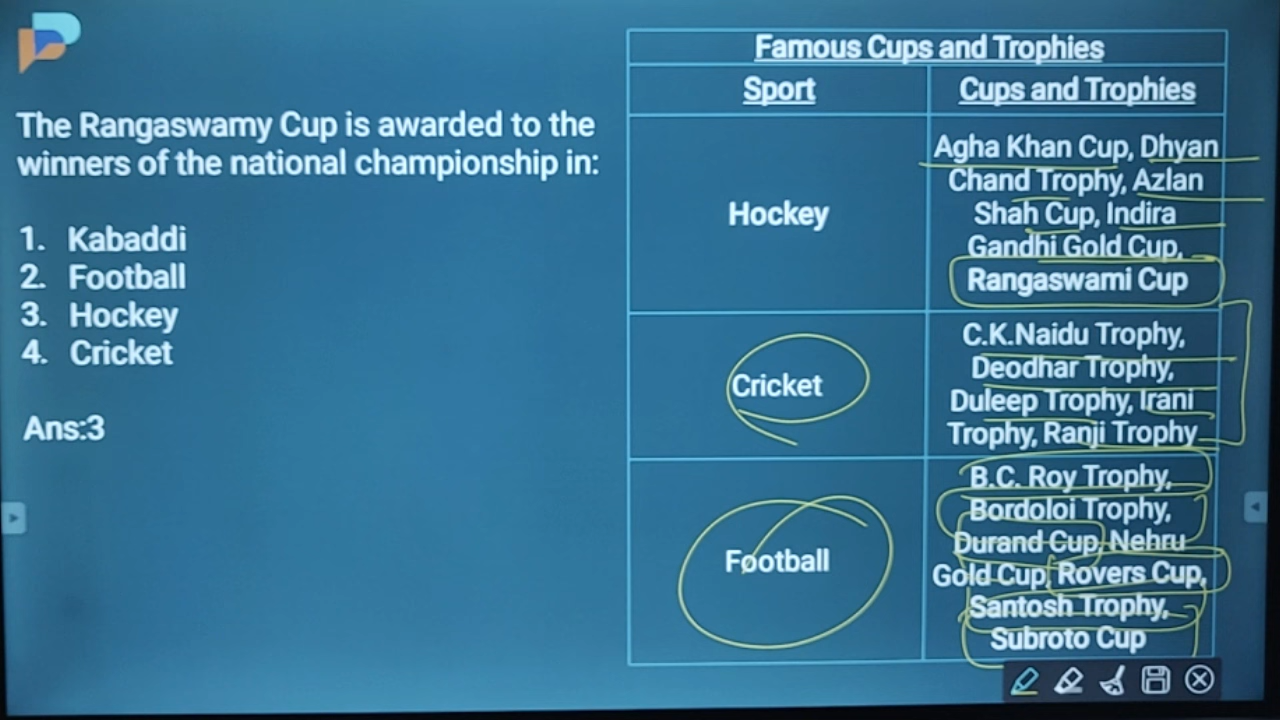 The Rangaswamy Cup is awarded to the
winners of the national championship in:
1. Kabaddi
2. Football
3. Hockey
4. Cricket
Ans:3
Famous Cups and Trophies
Sport
Cups and Trophies
Hockey
Agha Khan Cup, Dhyan
Chand Trophy, Azlan
Shah Cup, Indira
Gandhi Gold Cup,
Rangaswami Cup
Cricket
C.K.Naidu Trophy,
Deodhar Trophy,
Duleep Trophy, Irani
Trophy, Ranji Trophy
Football
B.C. Roy Trophy,
Bordoloi Trophy,
Durand Cup, Nehru
Gold Cup, Rovers Cup,
Santosh Trophy,
Subroto Cup